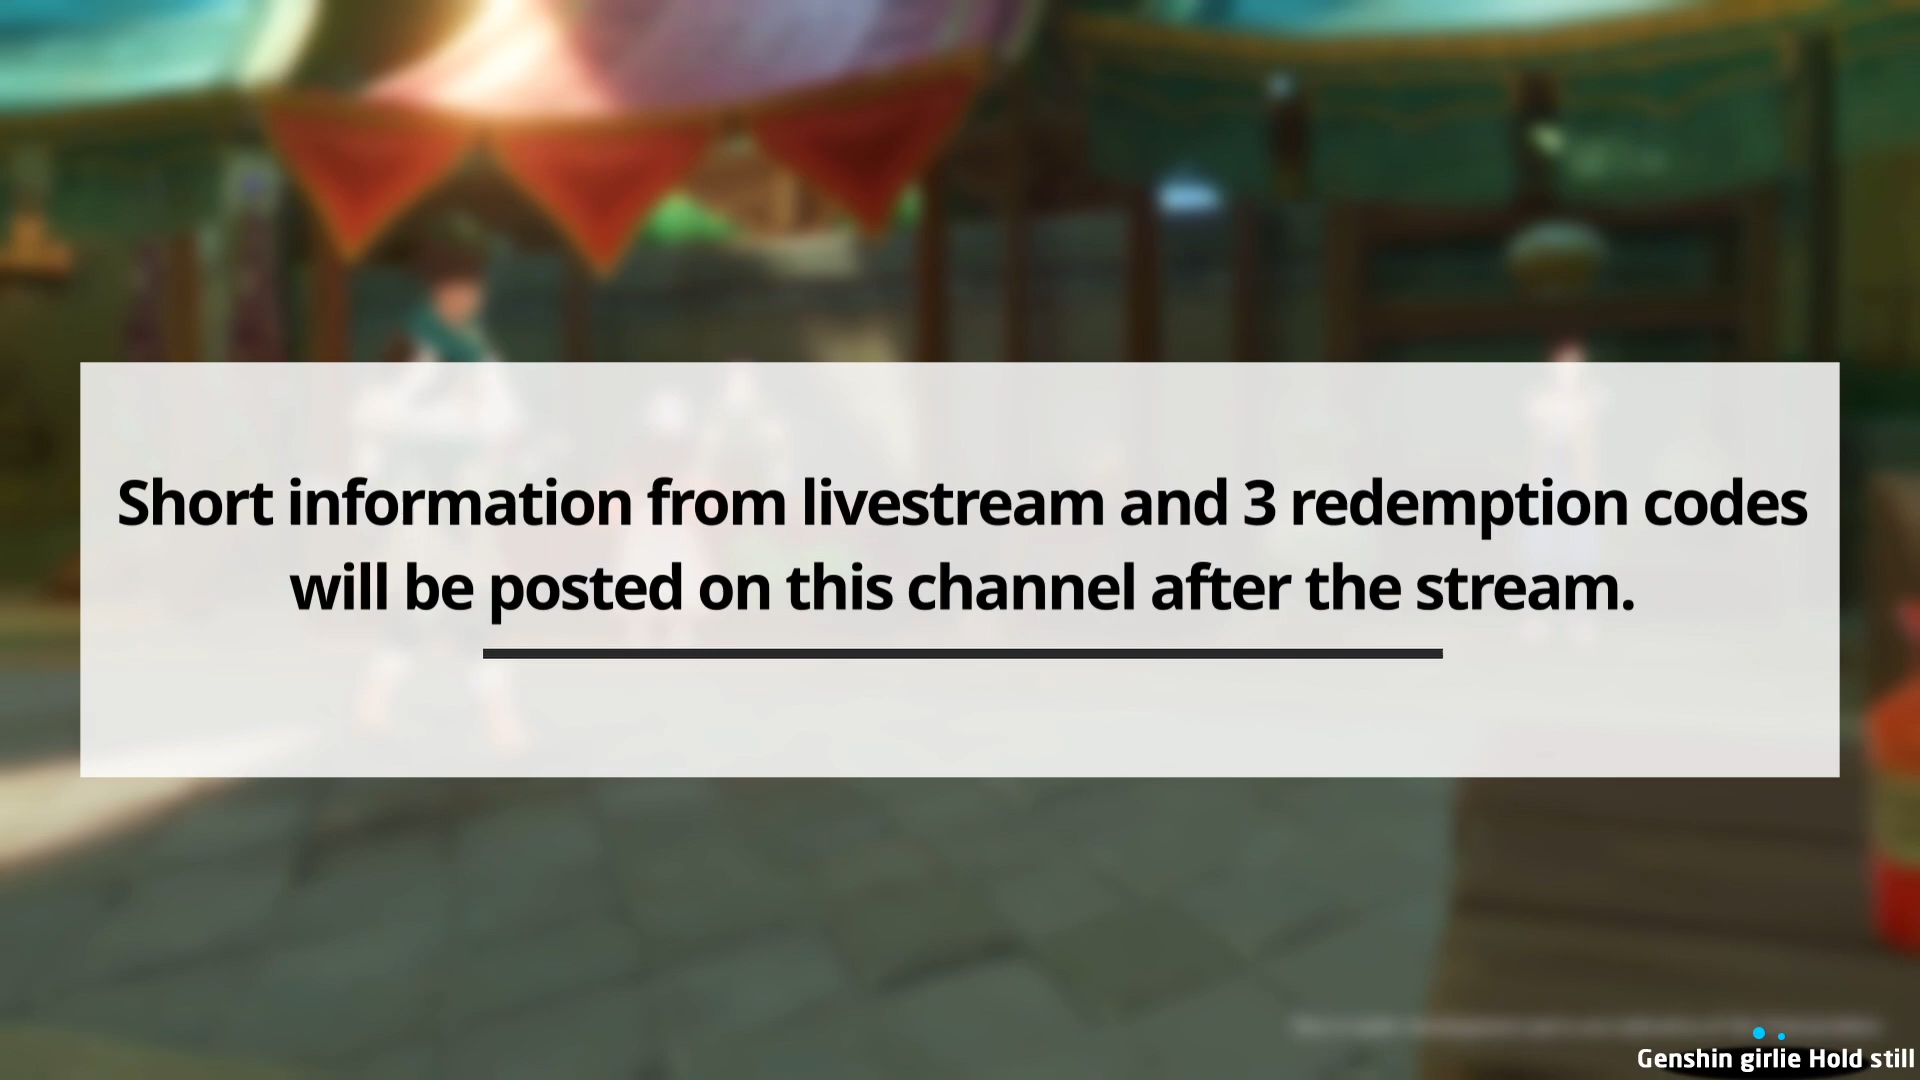 Short information from livestream and 3 redemption codes
will be posted on this channel after the stream.
Genshin girlie Hold still